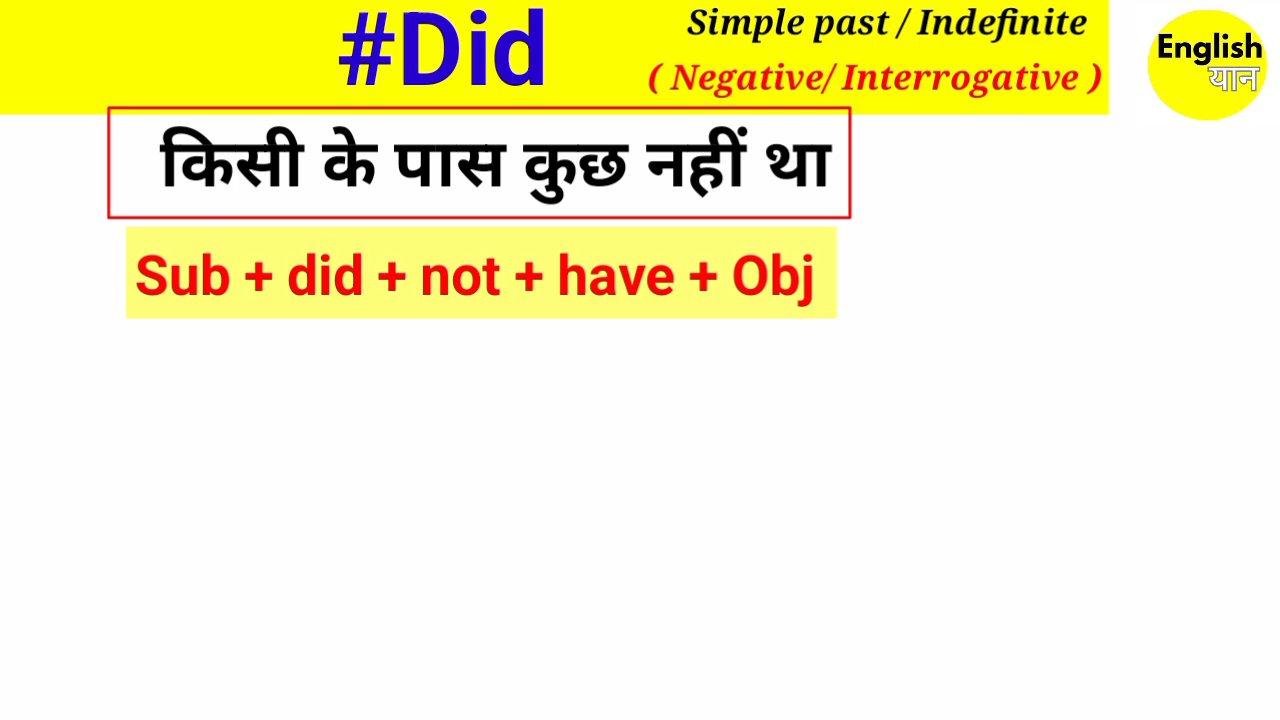 #Did
Simple past / Indefinite
( Negative/ Interrogative )
English
यान
किसी के पास कुछ नहीं था
Sub + did + not + have + Obj